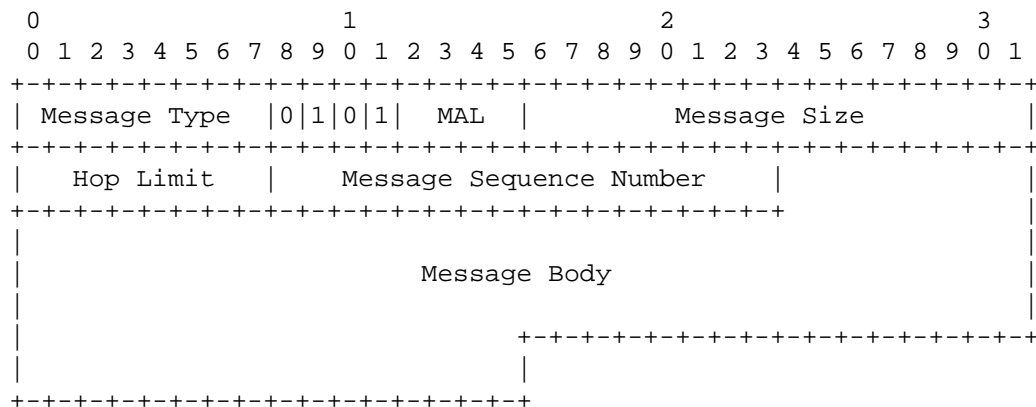 0                   1                   2                   3
0 1 2 3 4 5 6 7 8 9 0 1 2 3 4 5 6 7 8 9 0 1 2 3 4 5 6 7 8 9 0 1
+-+-+-+-+-+-+-+-+-+-+-+-+-+-+-+-+-+-+-+-+-+-+-+-+-+-+-+-+-+-+-+-+
| Message Type  |0|1|0|1|  MAL  |         Message Size          |
+-+-+-+-+-+-+-+-+-+-+-+-+-+-+-+-+-+-+-+-+-+-+-+-+-+-+-+-+-+-+-+-+
|   Hop Limit   |    Message Sequence Number    |               |
+-+-+-+-+-+-+-+-+-+-+-+-+-+-+-+-+-+-+-+-+-+-+-+-+               |
|                                                               |
|                         Message Body                          |
|                                                               |
|                               +-+-+-+-+-+-+-+-+-+-+-+-+-+-+-+-+
|                               |
+-+-+-+-+-+-+-+-+-+-+-+-+-+-+-+-+